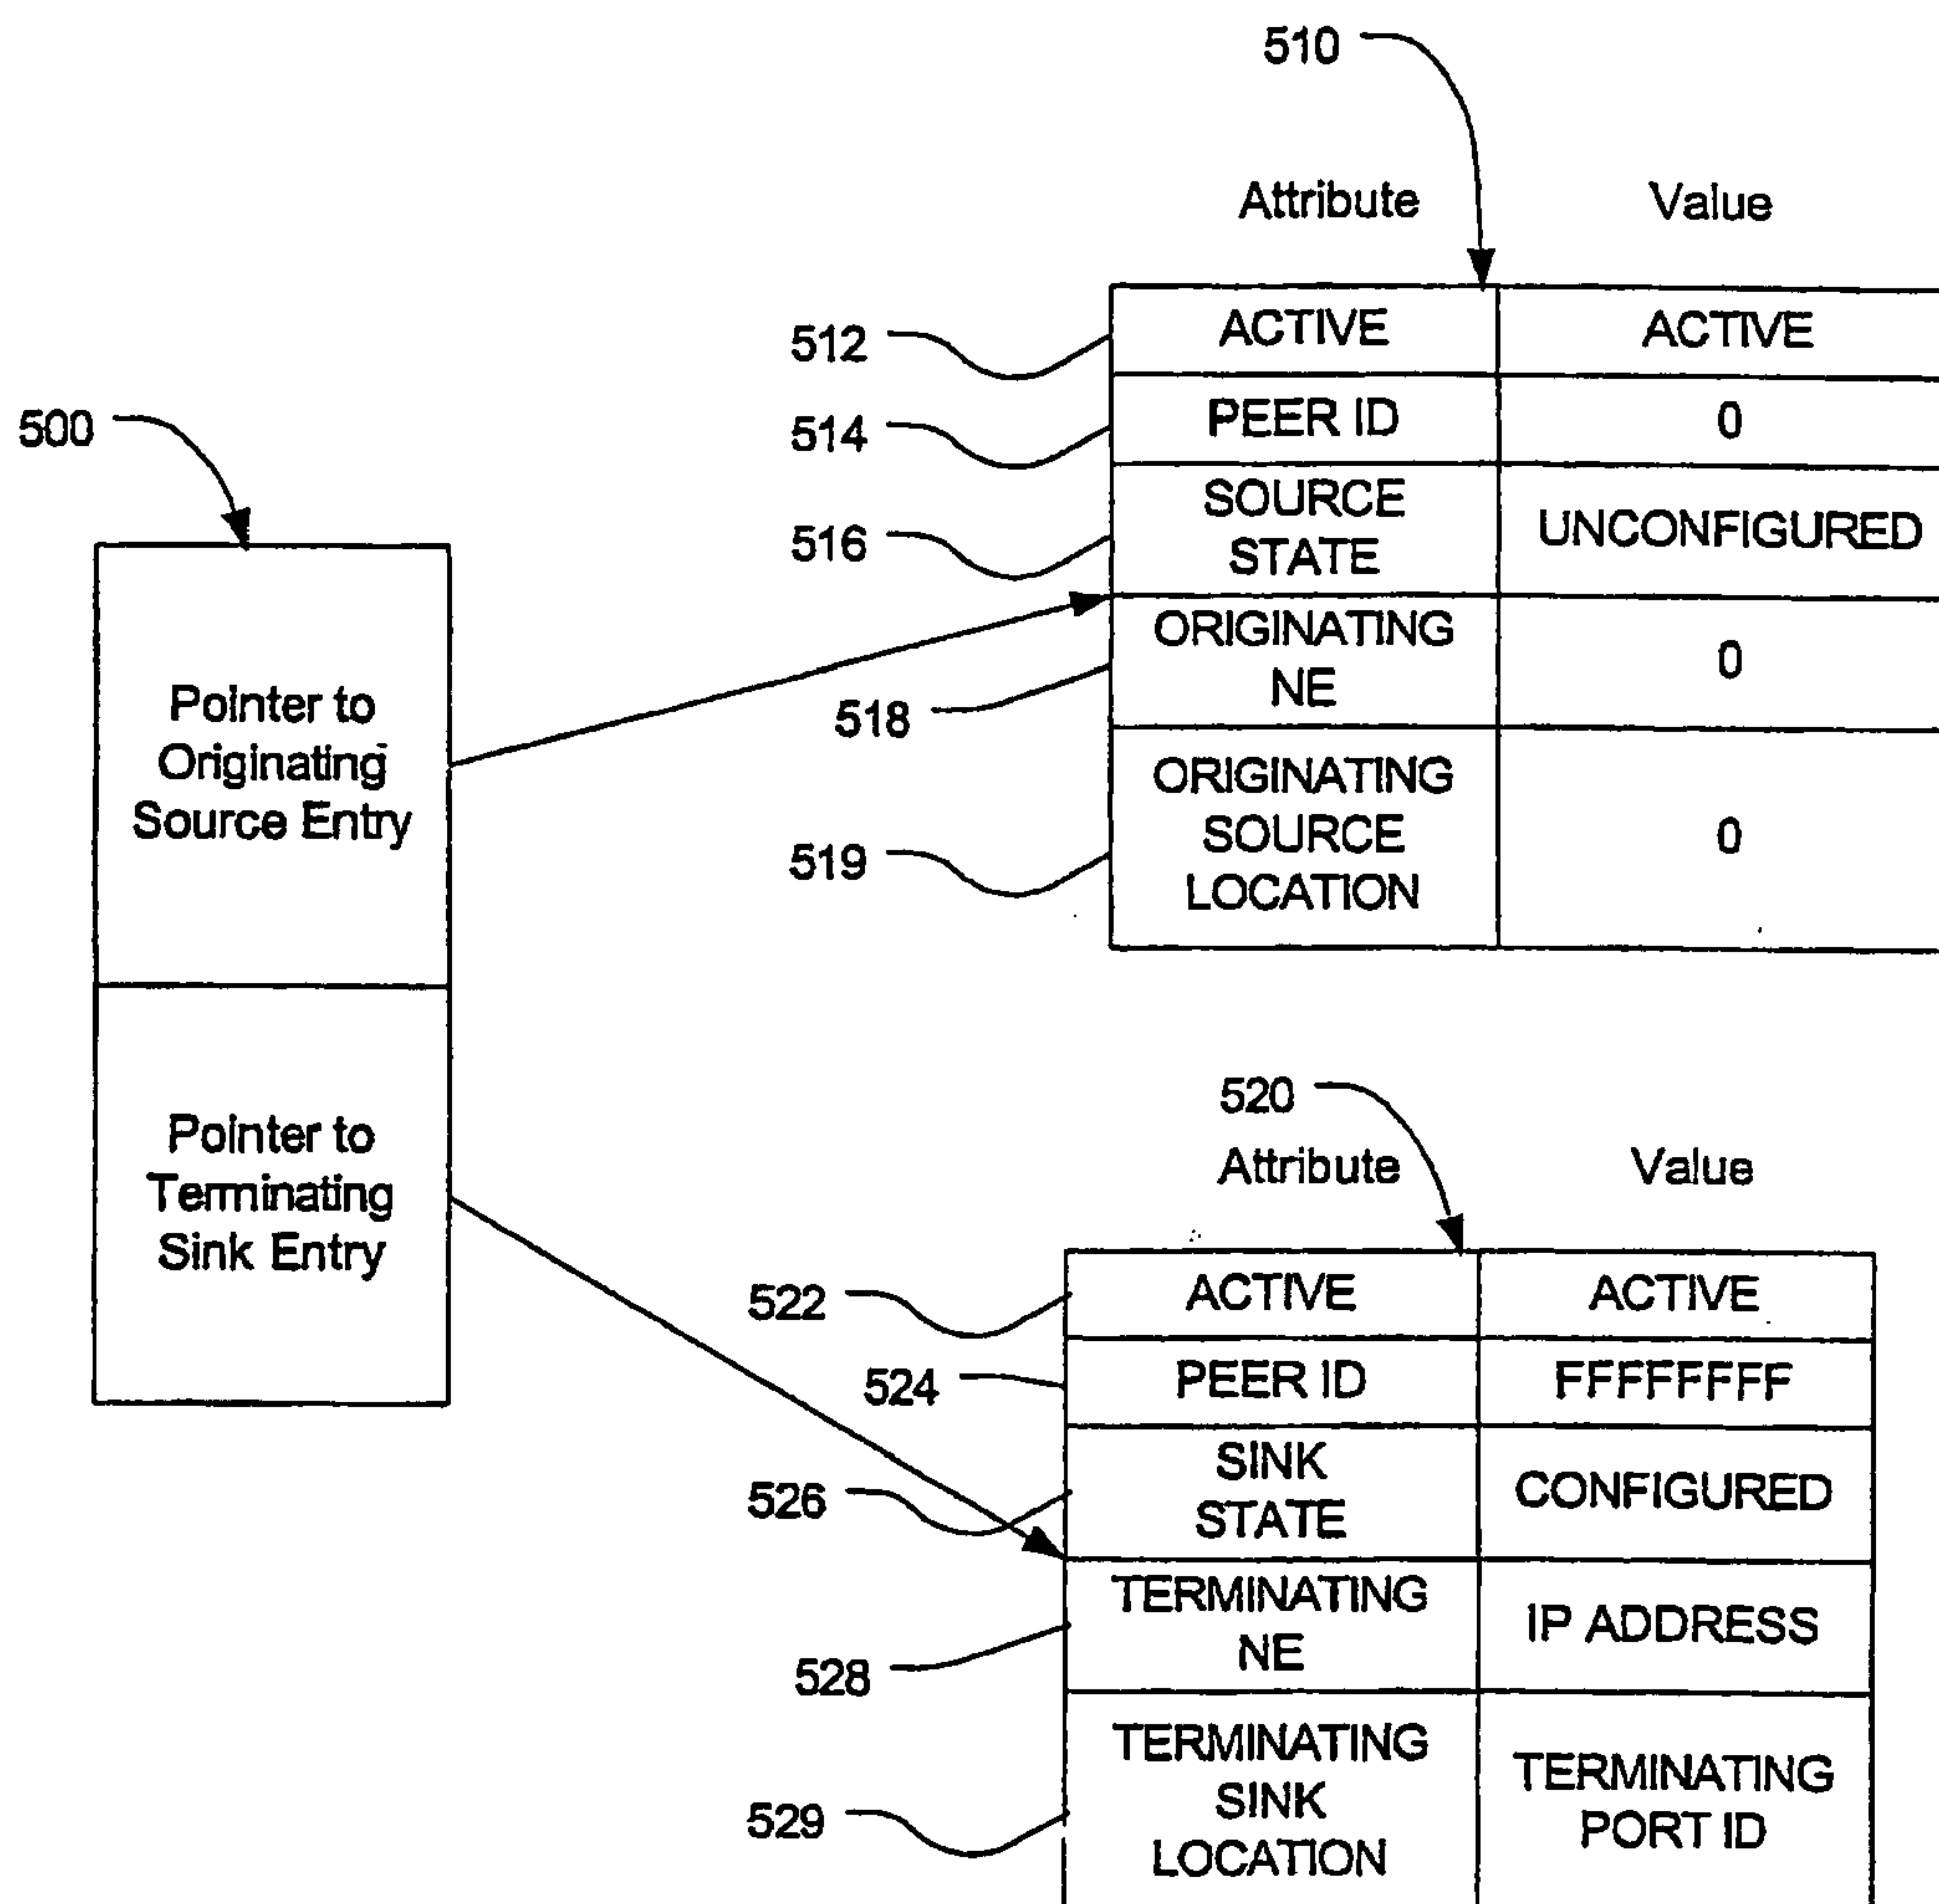 510
Attribute Value
512 ACTIVE ACTIVE
514 PEER ID 0
500
516 SOURCE
STATE UNCONFIGURED
518 ORIGINATING
NE 0
519 ORIGINATING
SOURCE
LOCATION 0
Pointer to
Originating
Source Entry
Pointer to
Terminating
Sink Entry
520
Attribute Value
522 ACTIVE ACTIVE
524 PEER ID FFFFFFFF
526 SINK
STATE CONFIGURED
528 TERMINATING
NE IP ADDRESS
529 TERMINATING
SINK
LOCATION
TERMINATING
PORT ID